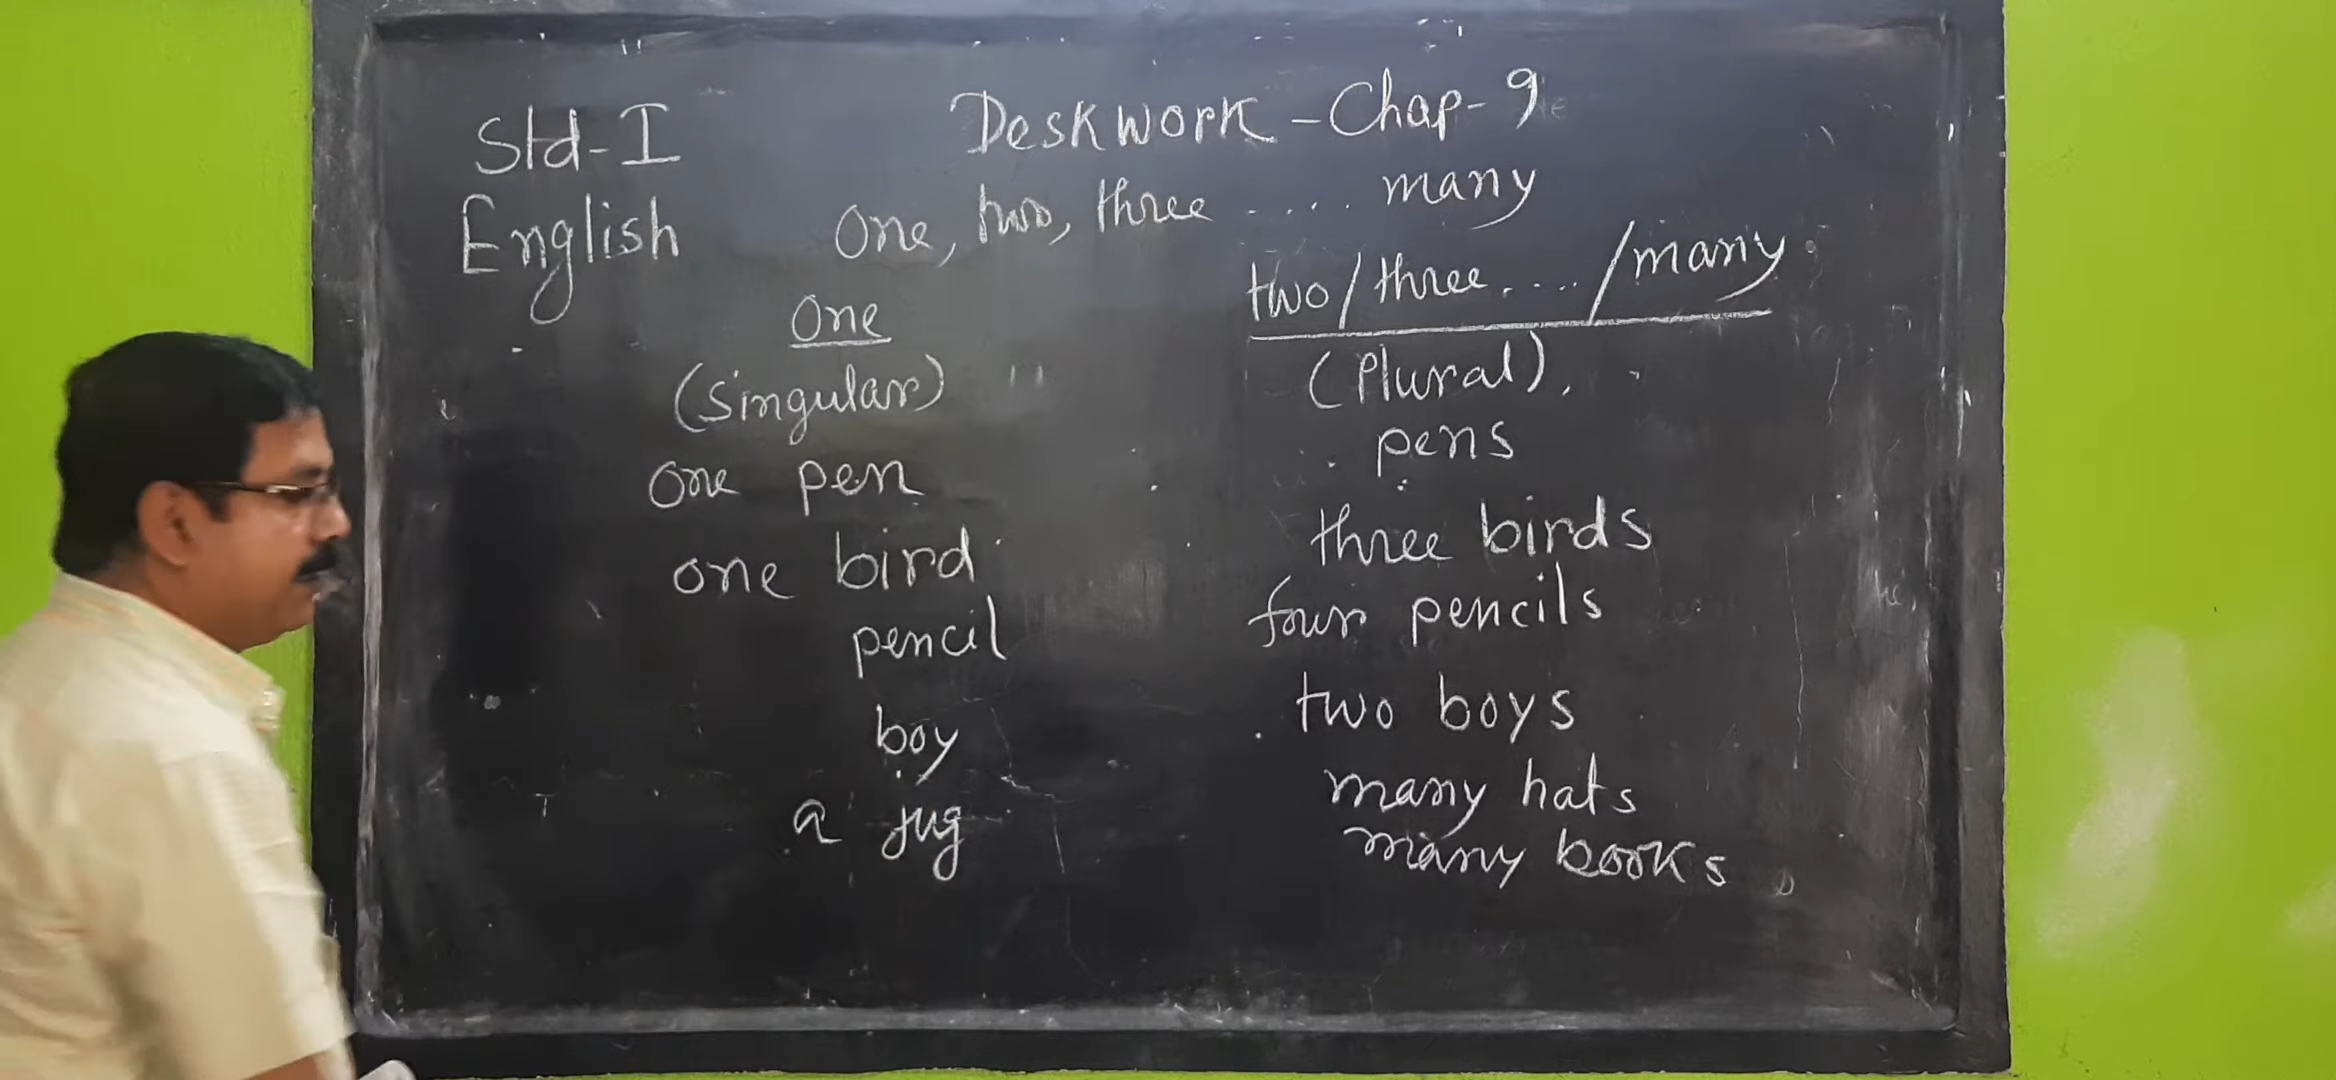 Std-I Deskwork - Chap-9
English One, two, three .... many
One two/three..../many
(Singular) (Plural)
One pen pens
one bird three birds
pencil four pencils
boy two boys
a jug many hats
many books